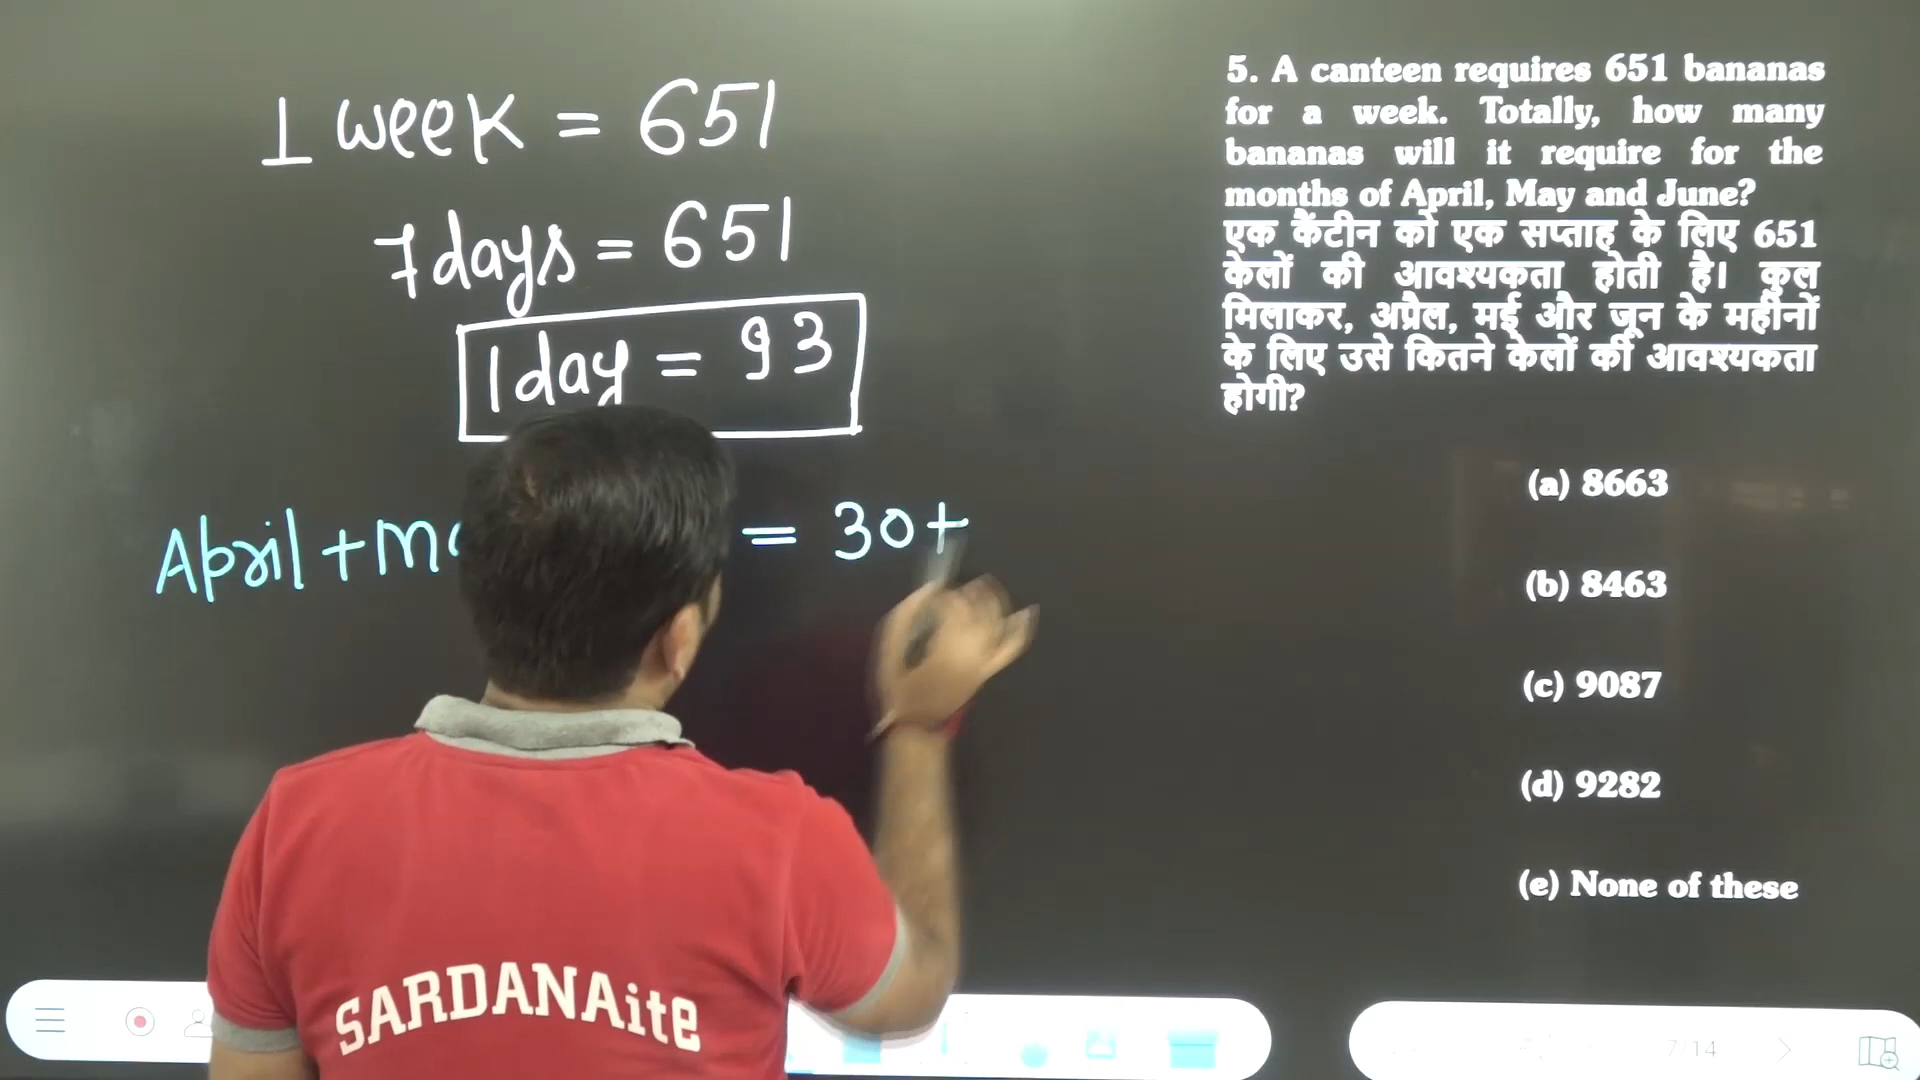 1 week = 651
7 days = 651
1 day = 93
April + = 30+
5. A canteen requires 651 bananas
for a week. Totally, how many
bananas will it require for the
months of April, May and June?
एक कैंटीन को एक सप्ताह के लिए 651
केलों की आवश्यकता होती है। कुल
मिलाकर, अप्रैल, मई और जून के महीनों
के लिए उसे कितने केलों की आवश्यकता
होगी?
(a) 8663
(b) 8463
(c) 9087
(d) 9282
(e) None of these
SARDANAite
7/14